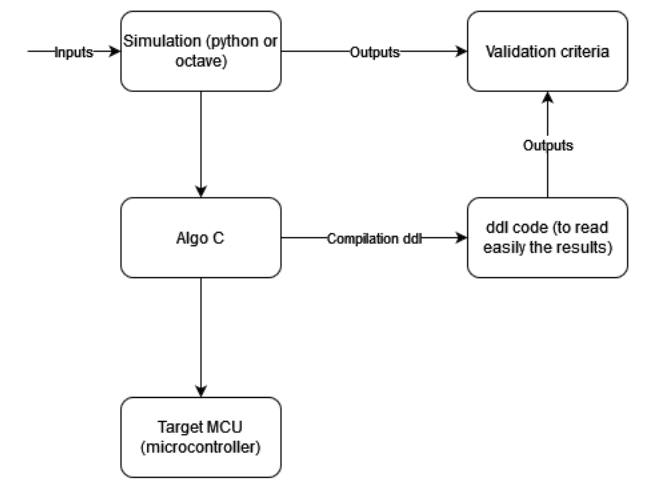 Inputs
Simulation (python or
octave)
Outputs
Validation criteria
Outputs
Algo C
Compilation ddl
ddl code (to read
easily the results)
Target MCU
(microcontroller)